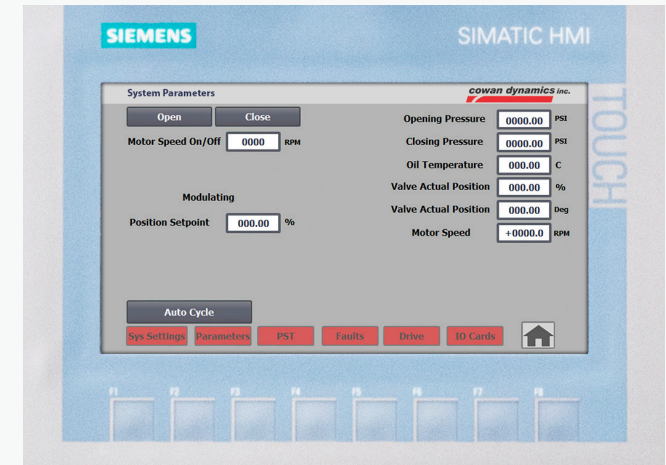 SIEMENS
SIMATIC HMI
TOUCH
System Parameters
cowan dynamics inc.
Open
Close
Motor Speed On/Off 0000 RPM
Modulating
Position Setpoint 000.00 %
Opening Pressure 0000.00 PSI
Closing Pressure 0000.00 PSI
Oil Temperature 000.00 C
Valve Actual Position 000.00 %
Valve Actual Position 000.00 Deg
Motor Speed +0000.0 RPM
Auto Cycle
Sys Settings Parameters PST Faults Drive IO Cards
F1 F2 F3 F4 F5 F6 F7 F8